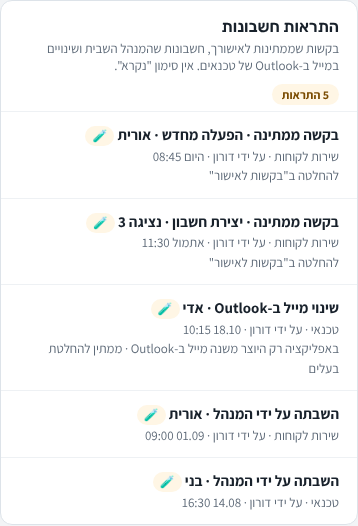 התראות חשבונות
בקשות שממתינות לאישורך, חשבונות שהמנהל השבית ושינויים
במייל ב-Outlook של טכנאים. אין סימון "נקרא".
5 התראות
בקשה ממתינה · הפעלה מחדש · אורית
שירות לקוחות · על ידי דורון · היום 08:45
להחלטה ב"בקשות לאישור"
בקשה ממתינה · יצירת חשבון · נציגה 3
שירות לקוחות · על ידי דורון · אתמול 11:30
להחלטה ב"בקשות לאישור"
שינוי מייל ב-Outlook · אדי
טכנאי · על ידי דורון · 18.10 10:15
באפליקציה רק היוצר משנה מייל ב-Outlook · ממתין להחלטת
בעלים
השבתה על ידי המנהל · אורית
שירות לקוחות · על ידי דורון · 01.09 09:00
השבתה על ידי המנהל · בני
טכנאי · על ידי דורון · 14.08 16:30